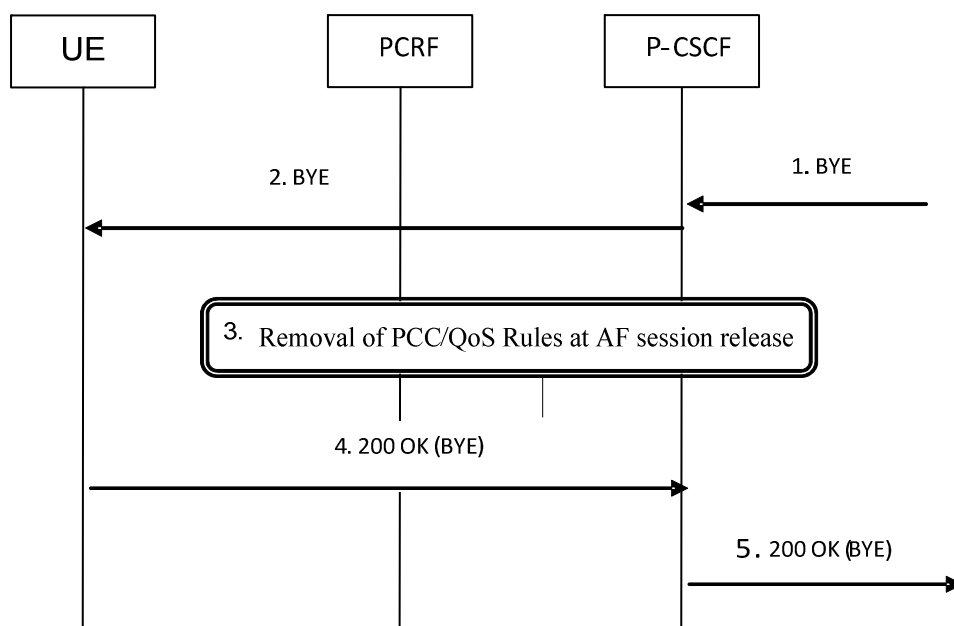 UE
PCRF
P-CSCF
1. BYE
2. BYE
3. Removal of PCC/QoS Rules at AF session release
4. 200 OK (BYE)
5. 200 OK (BYE)